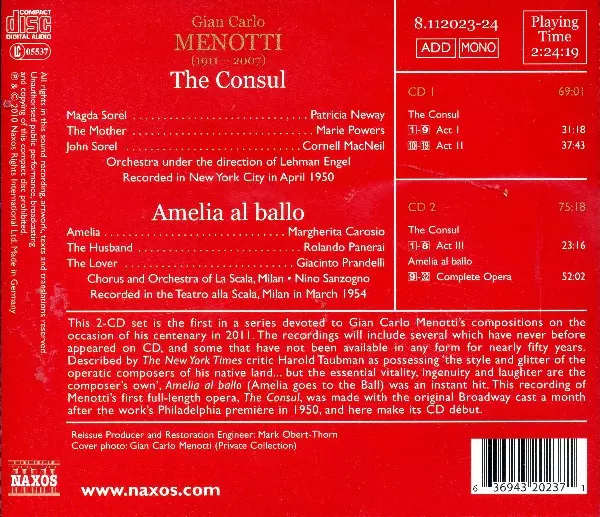 COMPACT
disc
DIGITAL AUDIO
LC 05537
All rights in this sound recording, artwork, texts and translations reserved.
Unauthorised public performance, broadcasting
and copying of this compact disc prohibited.
℗ & © 2010 Naxos Rights International Ltd. Made in Germany
Gian Carlo
MENOTTI
(1911 – 2007)
The Consul
Magda Sorel Patricia Neway
The Mother Marie Powers
John Sorel Cornell MacNeil
Orchestra under the direction of Lehman Engel
Recorded in New York City in April 1950
Amelia al ballo
Amelia Margherita Carosio
The Husband Rolando Panerai
The Lover Giacinto Prandelli
Chorus and Orchestra of La Scala, Milan • Nino Sanzogno
Recorded in the Teatro alla Scala, Milan in March 1954
8.112023-24
ADD MONO
Playing
Time
2:24:19
CD 1 69:01
The Consul
1-9 Act I 31:18
10-19 Act II 37:43
CD 2 75:18
The Consul
1-8 Act III 23:16
Amelia al ballo
Complete Opera 52:02
This 2-CD set is the first in a series devoted to Gian Carlo Menotti's compositions on the
occasion of his centenary in 2011. The recordings will include several which have never before
appeared on CD, and some that have not been available in any form for nearly fifty years.
Described by The New York Times critic Harold Taubman as possessing 'the style and glitter of the
operatic composers of his native land... but the essential vitality, ingenuity and laughter are the
composer's own', Amelia al ballo (Amelia goes to the Ball) was an instant hit. This recording of
Menotti's first full-length opera, The Consul, was made with the original Broadway cast a month
after the work's Philadelphia première in 1950, and here make its CD début.
Reissue Producer and Restoration Engineer: Mark Obert-Thorn
Cover photo: Gian Carlo Menotti (Private Collection)
NAXOS
www.naxos.com
6 36943 20237 1